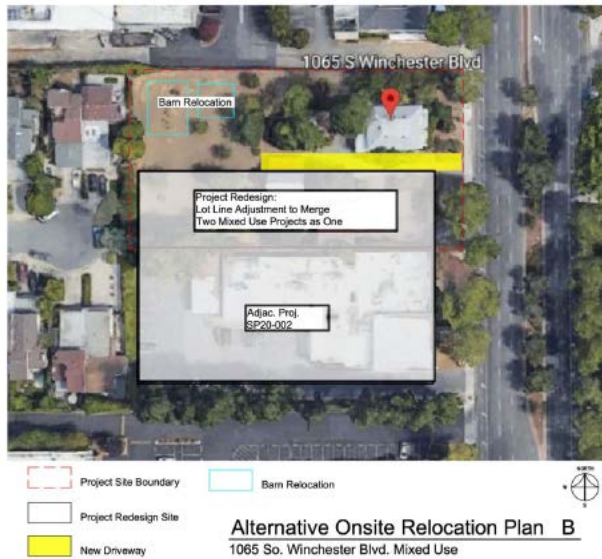 1065 S Winchester Blvd
Barn Relocation
Project Redesign:
Lot Line Adjustment to Merge
Two Mixed Use Projects as One
Adjac. Proj.
SP20-002
Project Site Boundary
Barn Relocation
Project Redesign Site
New Driveway
NORTH
W
E
S
Alternative Onsite Relocation Plan B
1065 So. Winchester Blvd. Mixed Use